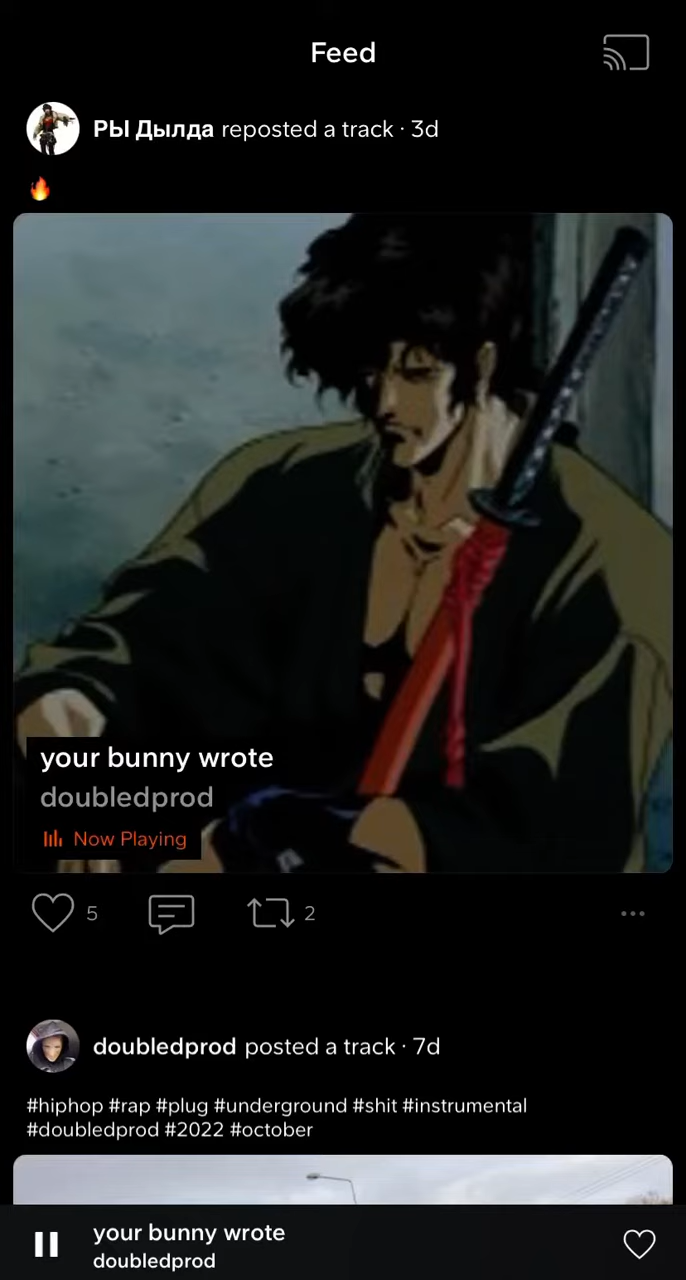 Feed
РЫ Дылда reposted a track · 3d
🔥
your bunny wrote
doubledprod
Now Playing
5
2
doubledprod posted a track · 7d
#hiphop #rap #plug #underground #shit #instrumental
#doubledprod #2022 #october
your bunny wrote
doubledprod